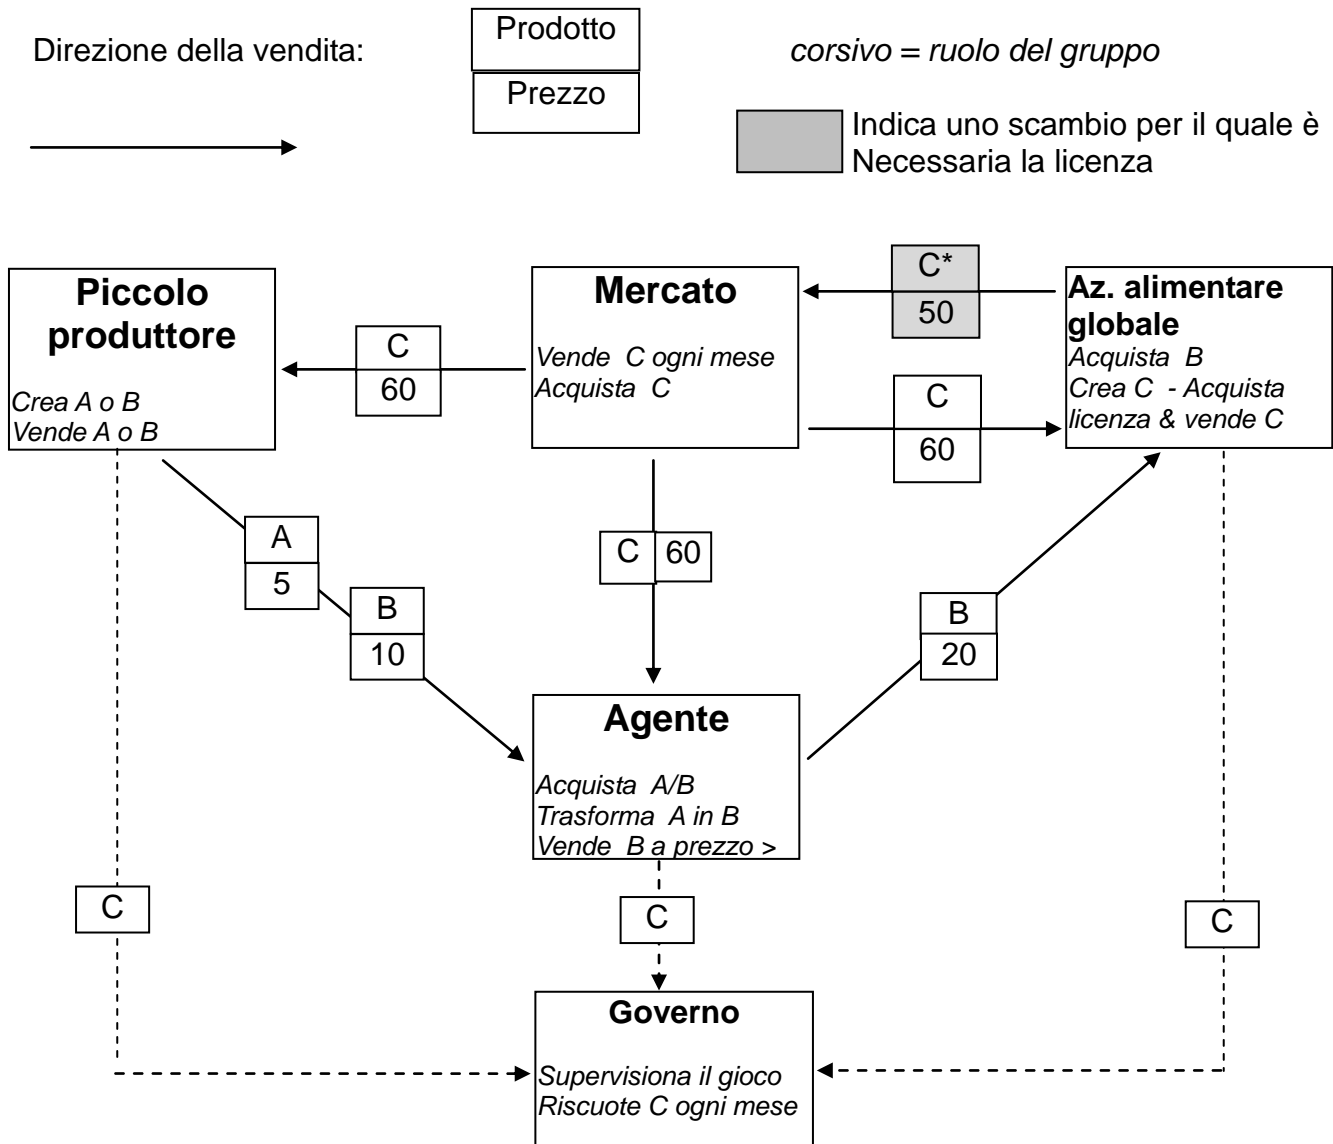 Direzione della vendita:
Prodotto
Prezzo
corsivo = ruolo del gruppo
Indica uno scambio per il quale è
Necessaria la licenza
Piccolo
produttore
Crea A o B
Vende A o B
C
60
Mercato
Vende C ogni mese
Acquista C
C*
50
C
60
Az. alimentare
globale
Acquista B
Crea C - Acquista
licenza & vende C
A
5
B
10
C 60
B
20
Agente
Acquista A/B
Trasforma A in B
Vende B a prezzo >
C
C
C
Governo
Supervisiona il gioco
Riscuote C ogni mese